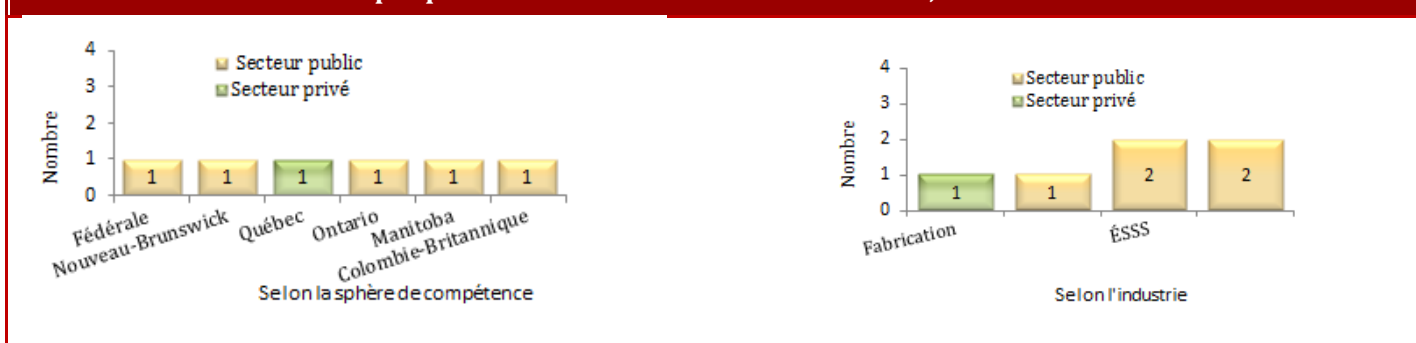 4
3
2
1
0
Nombre
Secteur public
Secteur privé
1 1 1 1 1 1
Fédérale
Nouveau-Brunswick
Québec
Ontario
Manitoba
Colombie-Britannique
Selon la sphère de compétence
4
3
2
1
0
Nombre
Secteur public
Secteur privé
1 1 2 2
Fabrication
ÉSSS
Selon l'industrie